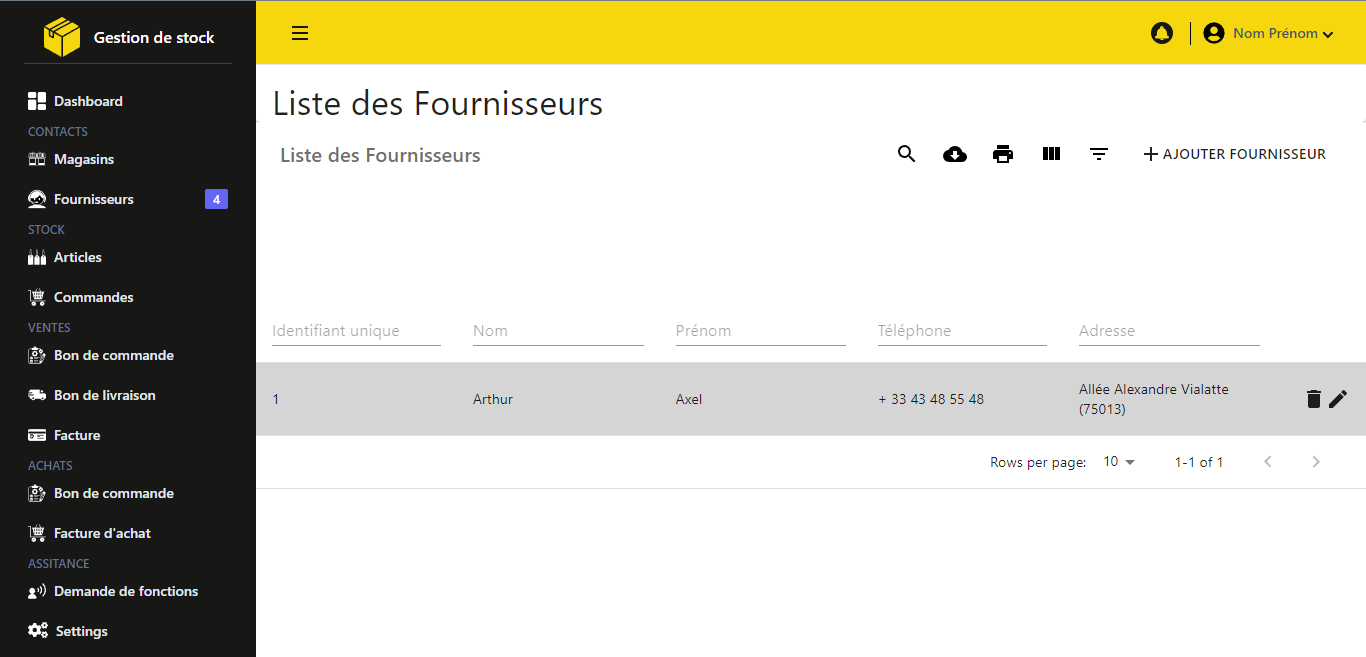 Gestion de stock
Nom Prénom
Dashboard
CONTACTS
Magasins
Fournisseurs 4
STOCK
Articles
Commandes
VENTES
Bon de commande
Bon de livraison
Facture
ACHATS
Bon de commande
Facture d'achat
ASSITANCE
Demande de fonctions
Settings
Liste des Fournisseurs
Liste des Fournisseurs
AJOUTER FOURNISSEUR
Identifiant unique Nom Prénom Téléphone Adresse
1 Arthur Axel + 33 43 48 55 48 Allée Alexandre Vialatte
(75013)
Rows per page: 10 1-1 of 1